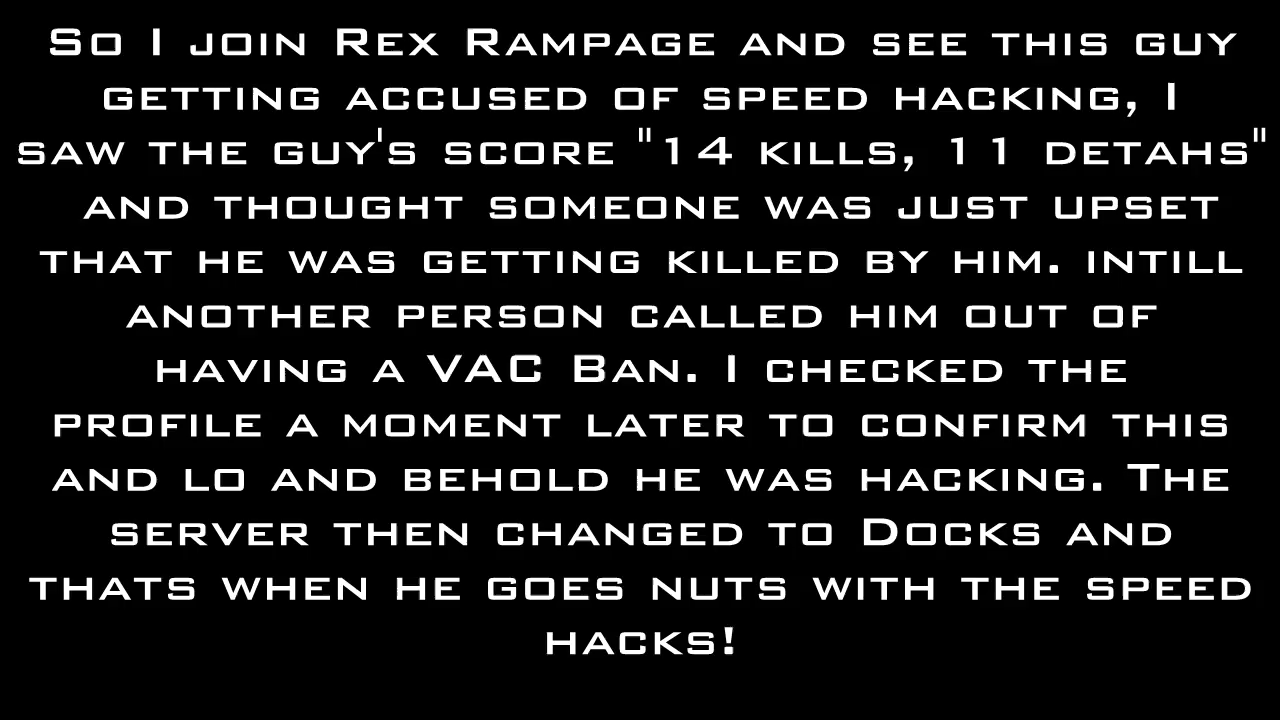 So I join Rex Rampage and see this guy
getting accused of speed hacking, I
saw the guy's score "14 kills, 11 detahs"
and thought someone was just upset
that he was getting killed by him. intill
another person called him out of
having a VAC Ban. I checked the
profile a moment later to confirm this
and lo and behold he was hacking. The
server then changed to Docks and
thats when he goes nuts with the speed
hacks!